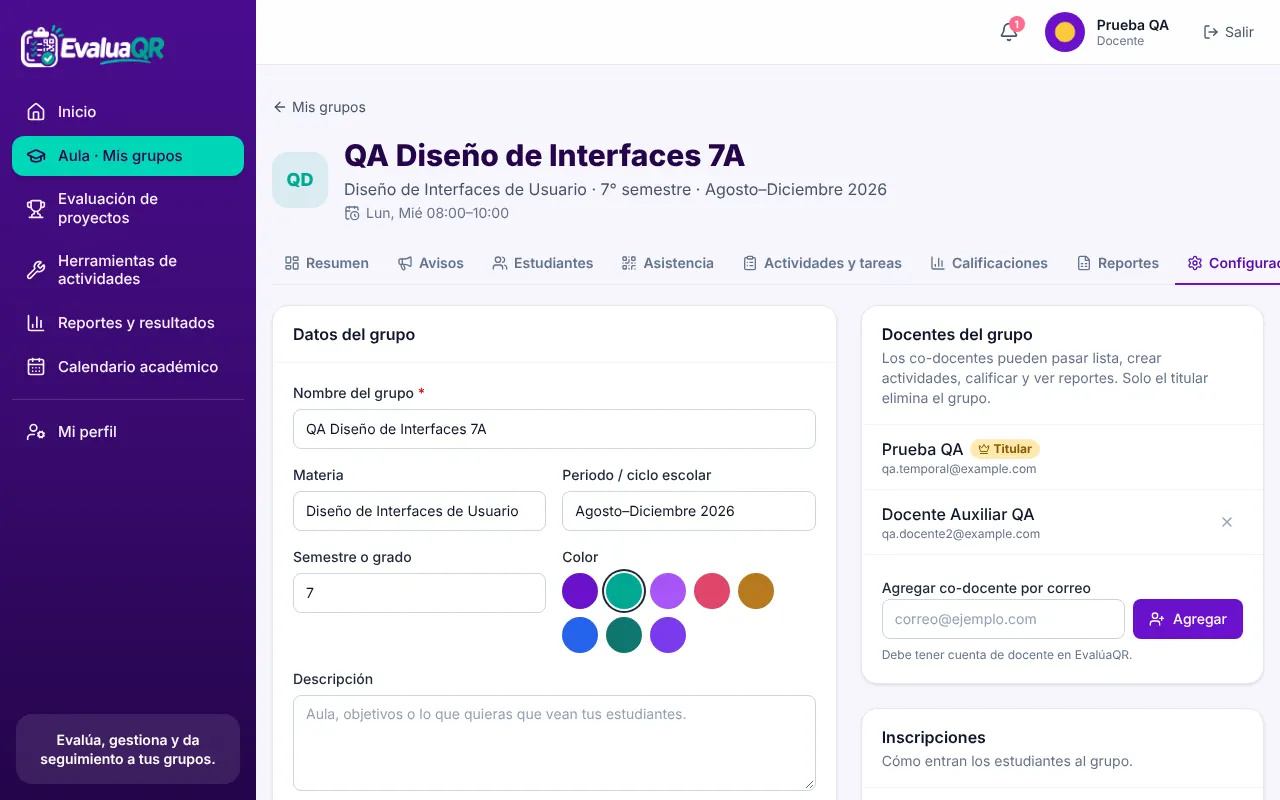 EvaluaQR
1
Prueba QA
Docente
Salir
Inicio
Aula · Mis grupos
Evaluación de
proyectos
Herramientas de
actividades
Reportes y resultados
Calendario académico
Mi perfil
Evalúa, gestiona y da
seguimiento a tus grupos.
Mis grupos
QD
QA Diseño de Interfaces 7A
Diseño de Interfaces de Usuario · 7° semestre · Agosto–Diciembre 2026
Lun, Mié 08:00–10:00
Resumen
Avisos
Estudiantes
Asistencia
Actividades y tareas
Calificaciones
Reportes
Configurac
Datos del grupo
Nombre del grupo *
QA Diseño de Interfaces 7A
Materia
Diseño de Interfaces de Usuario
Periodo / ciclo escolar
Agosto–Diciembre 2026
Semestre o grado
7
Color
Descripción
Aula, objetivos o lo que quieras que vean tus estudiantes.
Docentes del grupo
Los co-docentes pueden pasar lista, crear
actividades, calificar y ver reportes. Solo el titular
elimina el grupo.
Prueba QA
Titular
qa.temporal@example.com
Docente Auxiliar QA
qa.docente2@example.com
Agregar co-docente por correo
correo@ejemplo.com
Agregar
Debe tener cuenta de docente en EvalúaQR.
Inscripciones
Cómo entran los estudiantes al grupo.